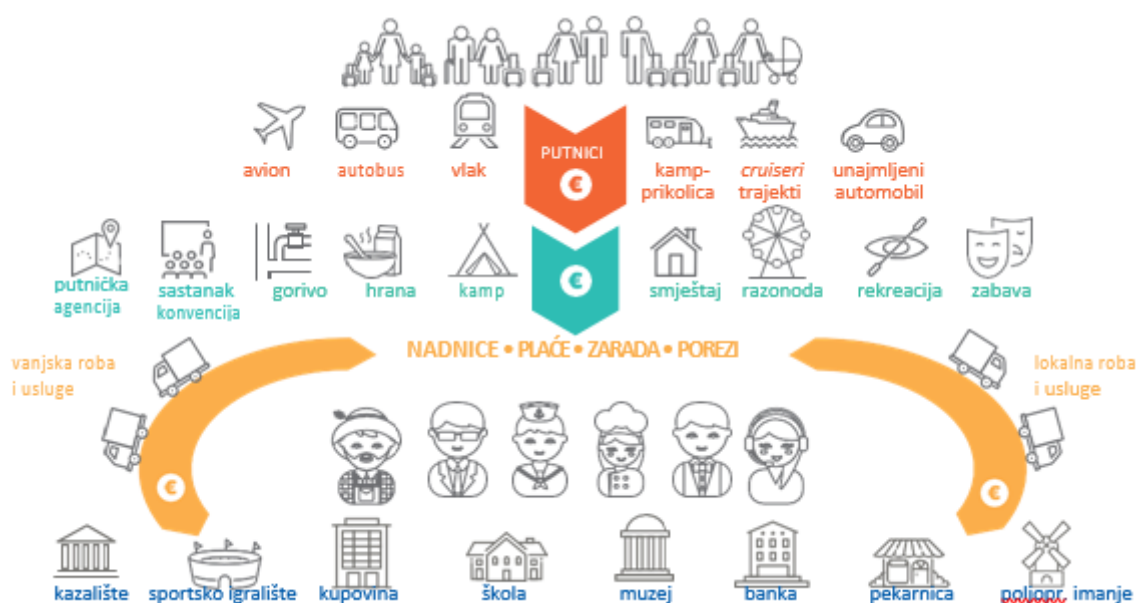 PUTNICI
€
avion
autobus
vlak
kamp-
prikolica
cruiseri
trajekti
unajmljeni
automobil
€
putnička
agencija
sastanak
konvencija
gorivo
hrana
kamp
smještaj
razonoda
rekreacija
zabava
NADNICE • PLAĆE • ZARADA • POREZI
vanjska roba
i usluge
lokalna roba
i usluge
€
€
kazalište
sportsko igralište
kupovina
škola
muzej
banka
pekarnica
poljopr. imanje